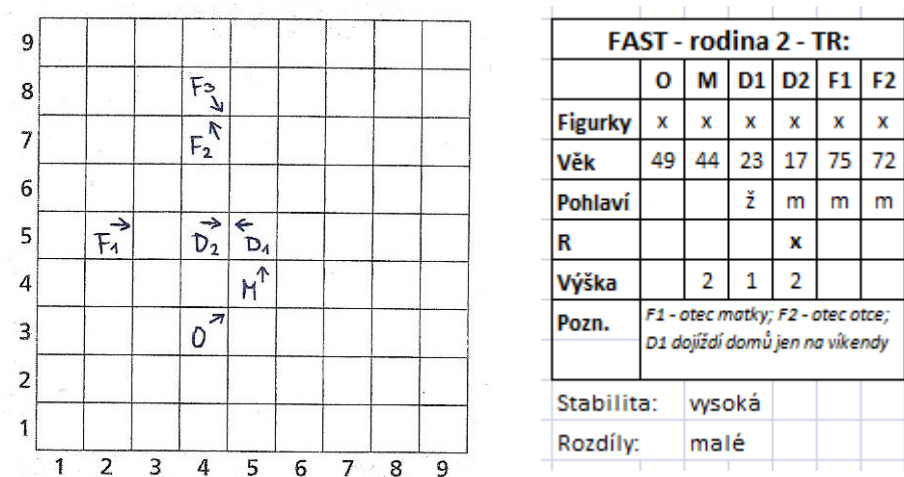 9
8 F3
7 F2
6
5 F1 D2 D1
4 M
3 O
2
1
1 2 3 4 5 6 7 8 9
FAST - rodina 2 - TR:
O M D1 D2 F1 F2
Figurky x x x x x x
Věk 49 44 23 17 75 72
Pohlaví ž m m m
R x
Výška 2 1 2
Pozn. F1 - otec matky; F2 - otec otce;
D1 dojíždí domů jen na víkendy
Stabilita: vysoká
Rozdíly: malé